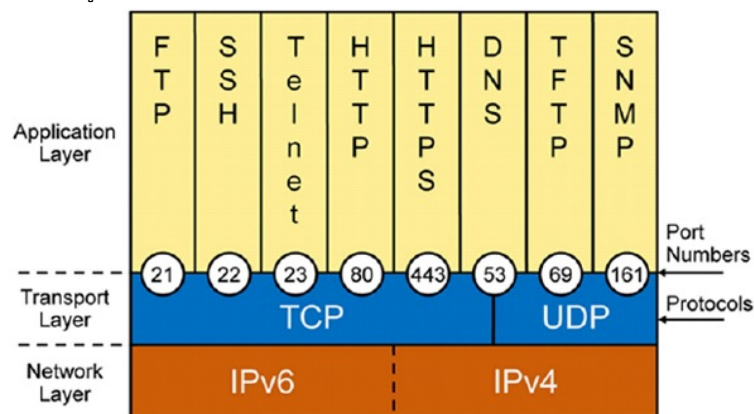 FTP
SSH
Telnet
HTTP
HTTPS
DNS
TFTP
SNMP
Application
Layer
Port
Numbers
21 22 23 80 443 53 69 161
Transport
Layer
TCP UDP
Protocols
Network
Layer
IPv6 IPv4